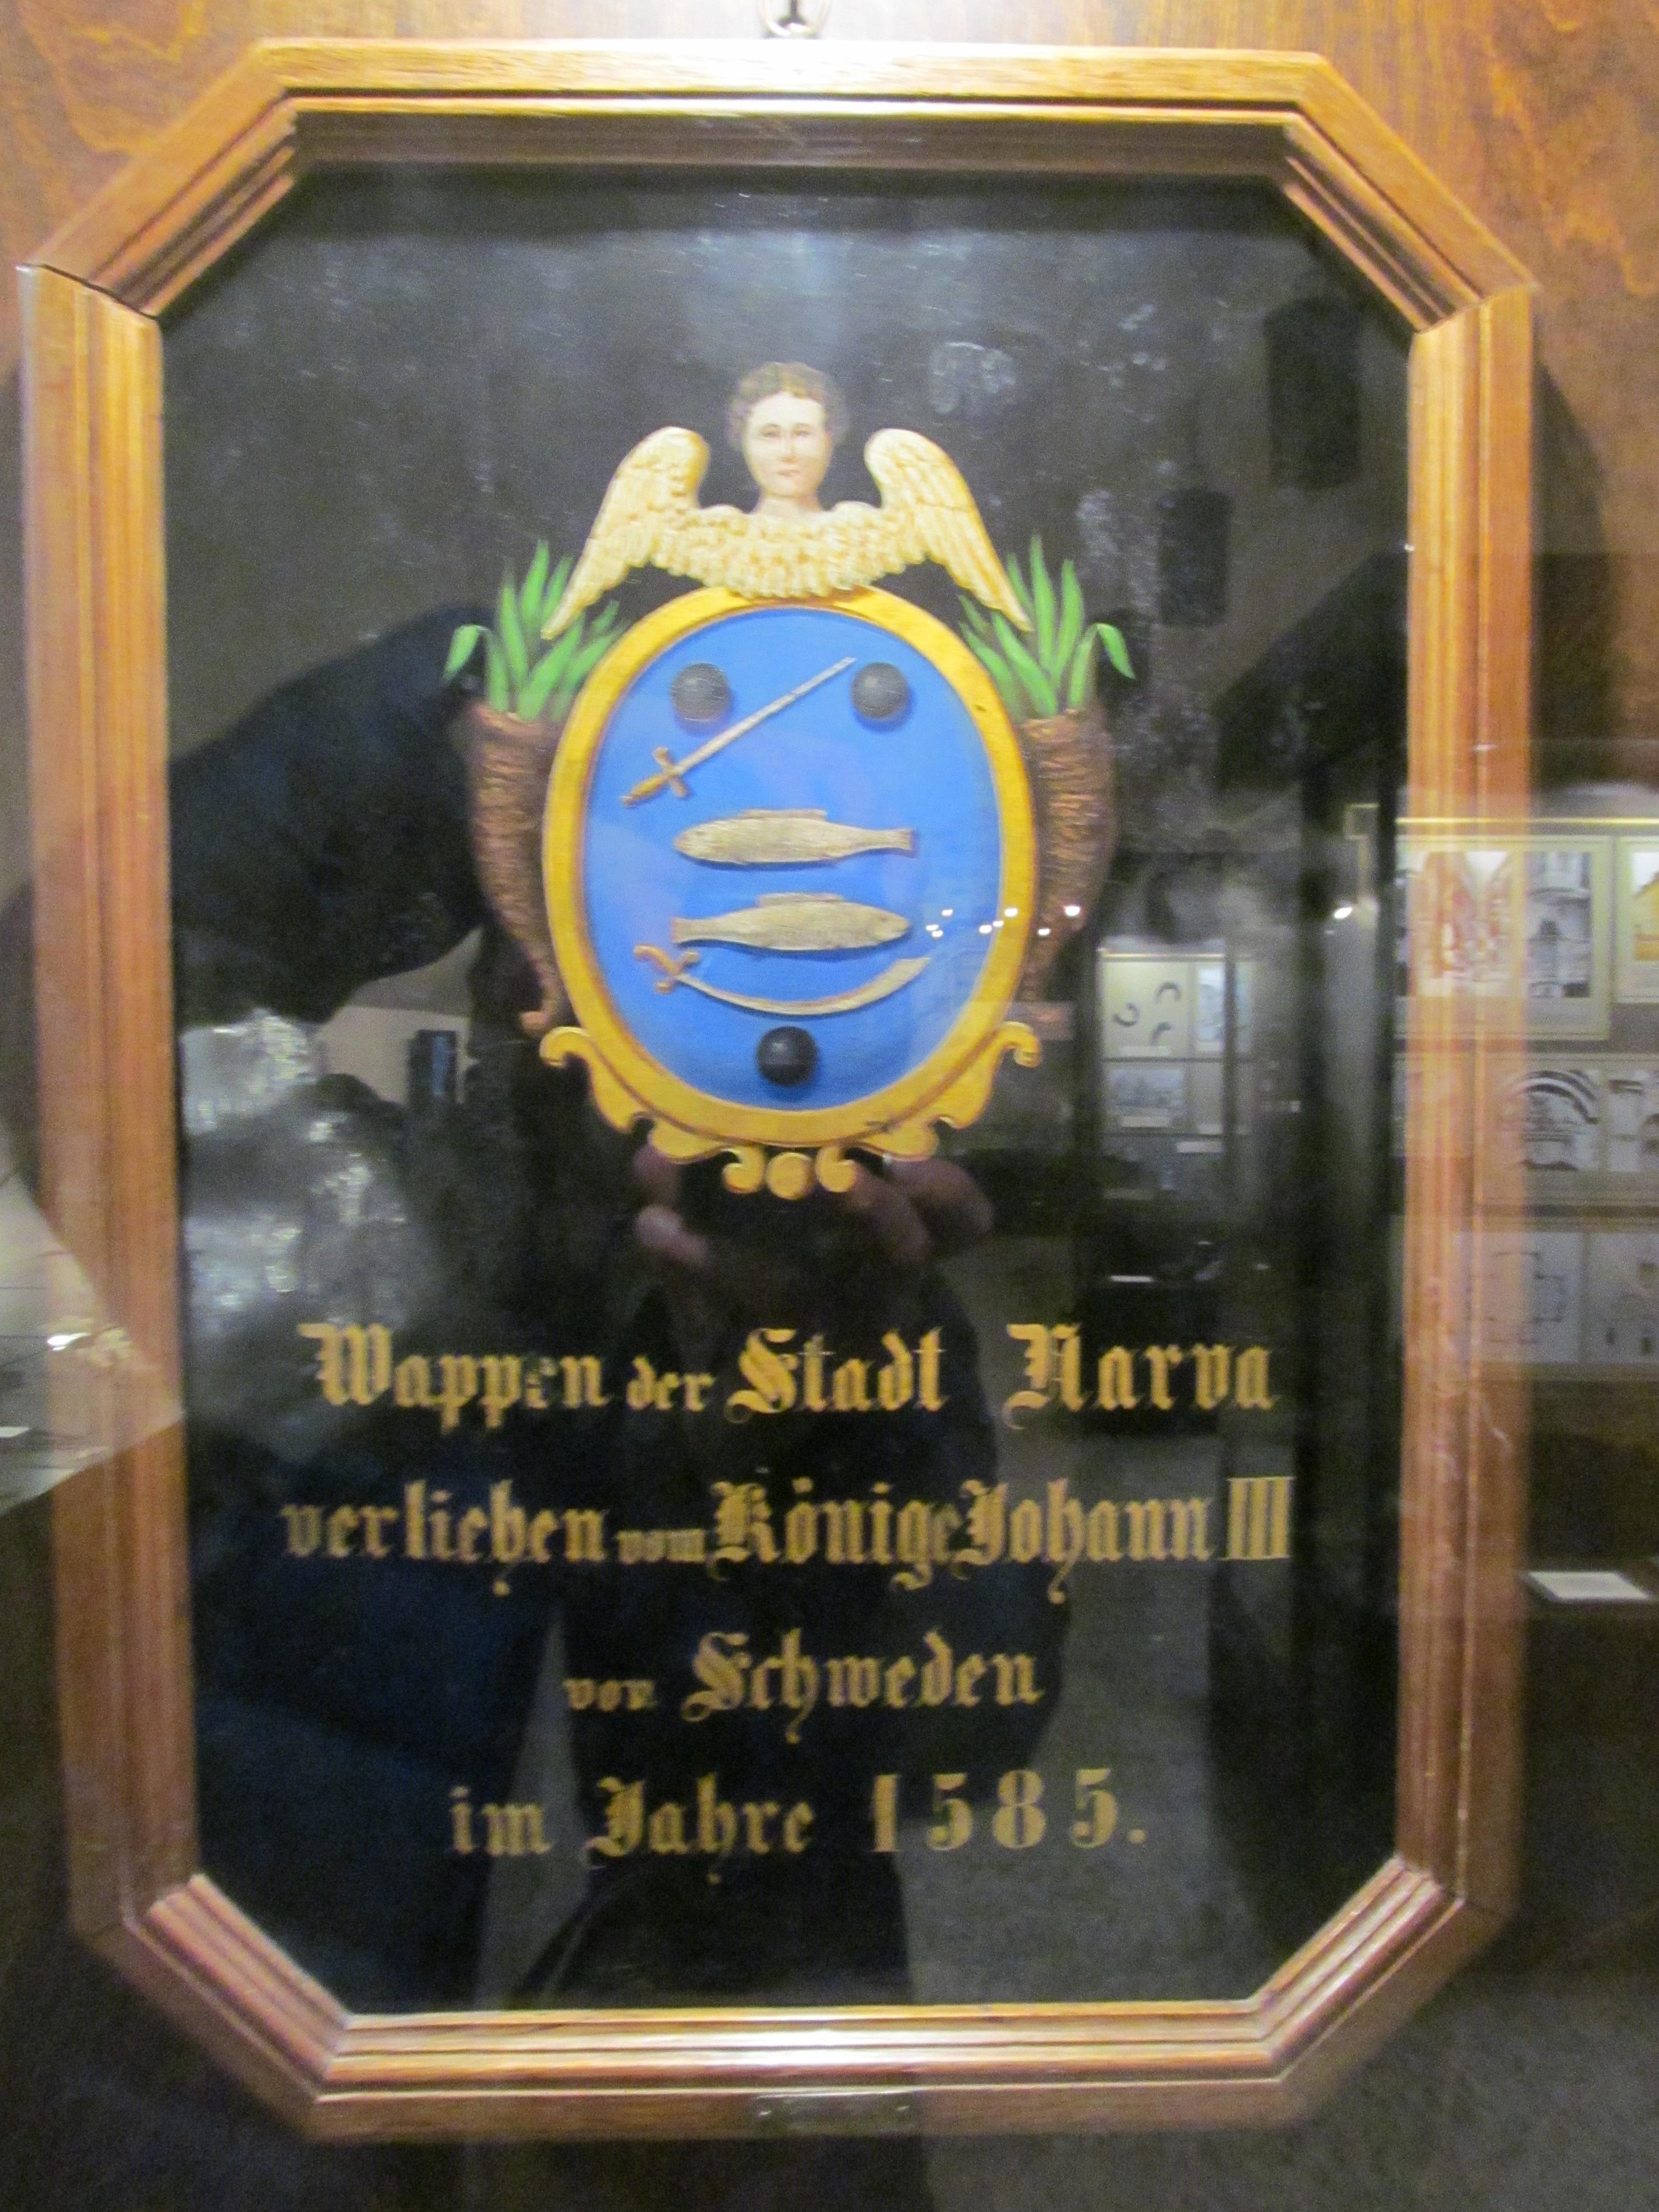 Wappen der Stadt Narva
verliehen vom Könige Johann III
von Schweden
im Jahre 1585.